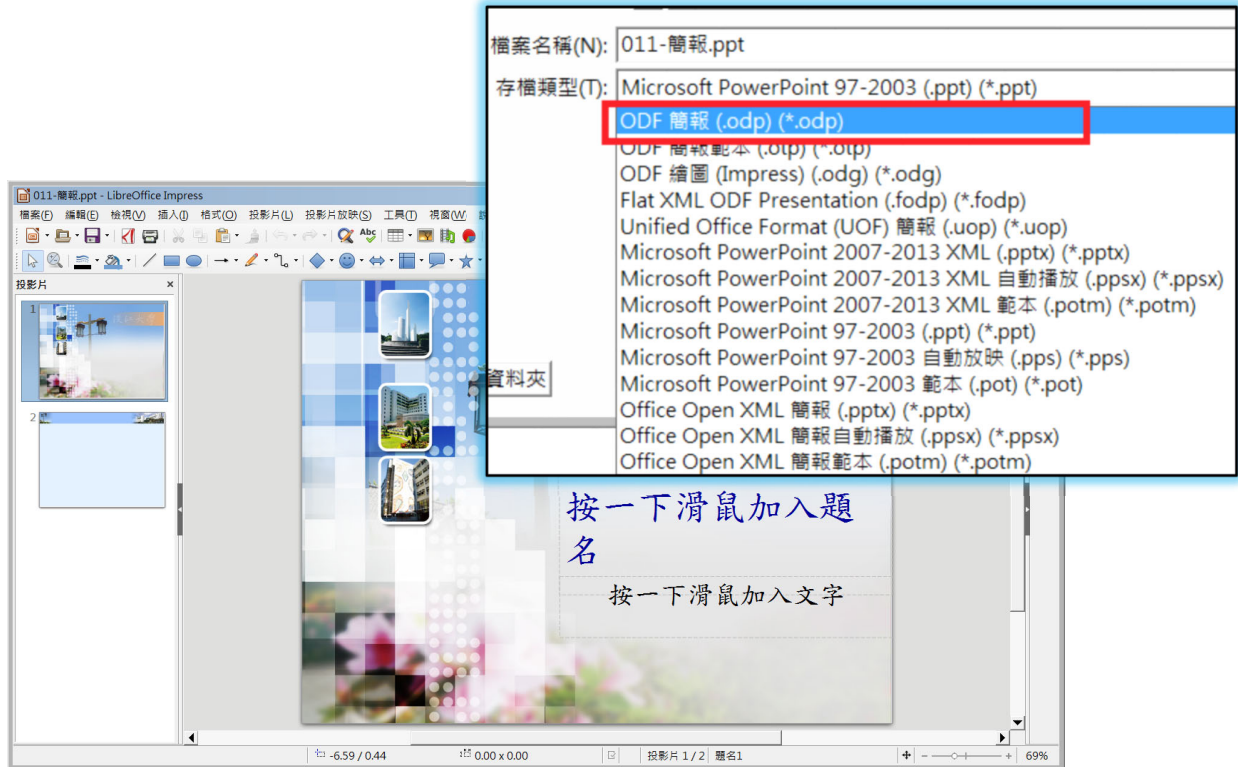 檔案名稱(N): 011-簡報.ppt
存檔類型(T): Microsoft PowerPoint 97-2003 (.ppt) (*.ppt)
ODF 簡報 (.odp) (*.odp)
ODF 簡報範本 (.otp) (*.otp)
ODF 繪圖 (Impress) (.odg) (*.odg)
Flat XML ODF Presentation (.fodp) (*.fodp)
Unified Office Format (UOF) 簡報 (.uop) (*.uop)
Microsoft PowerPoint 2007-2013 XML (.pptx) (*.pptx)
Microsoft PowerPoint 2007-2013 XML 自動播放 (.ppsx) (*.ppsx)
Microsoft PowerPoint 2007-2013 XML 範本 (.potm) (*.potm)
Microsoft PowerPoint 97-2003 (.ppt) (*.ppt)
Microsoft PowerPoint 97-2003 自動放映 (.pps) (*.pps)
Microsoft PowerPoint 97-2003 範本 (.pot) (*.pot)
Office Open XML 簡報 (.pptx) (*.pptx)
Office Open XML 簡報自動播放 (.ppsx) (*.ppsx)
Office Open XML 簡報範本 (.potm) (*.potm)
資料夾
011-簡報.ppt - LibreOffice Impress
檔案(F) 編輯(E) 檢視(V) 插入(I) 格式(O) 投影片(L) 投影片放映(S) 工具(T) 視窗(W)
Abc
投影片 ×
1
2
按一下滑鼠加入題
名
按一下滑鼠加入文字
-6.59 / 0.44 0.00 x 0.00 投影片 1 / 2 題名1 69%